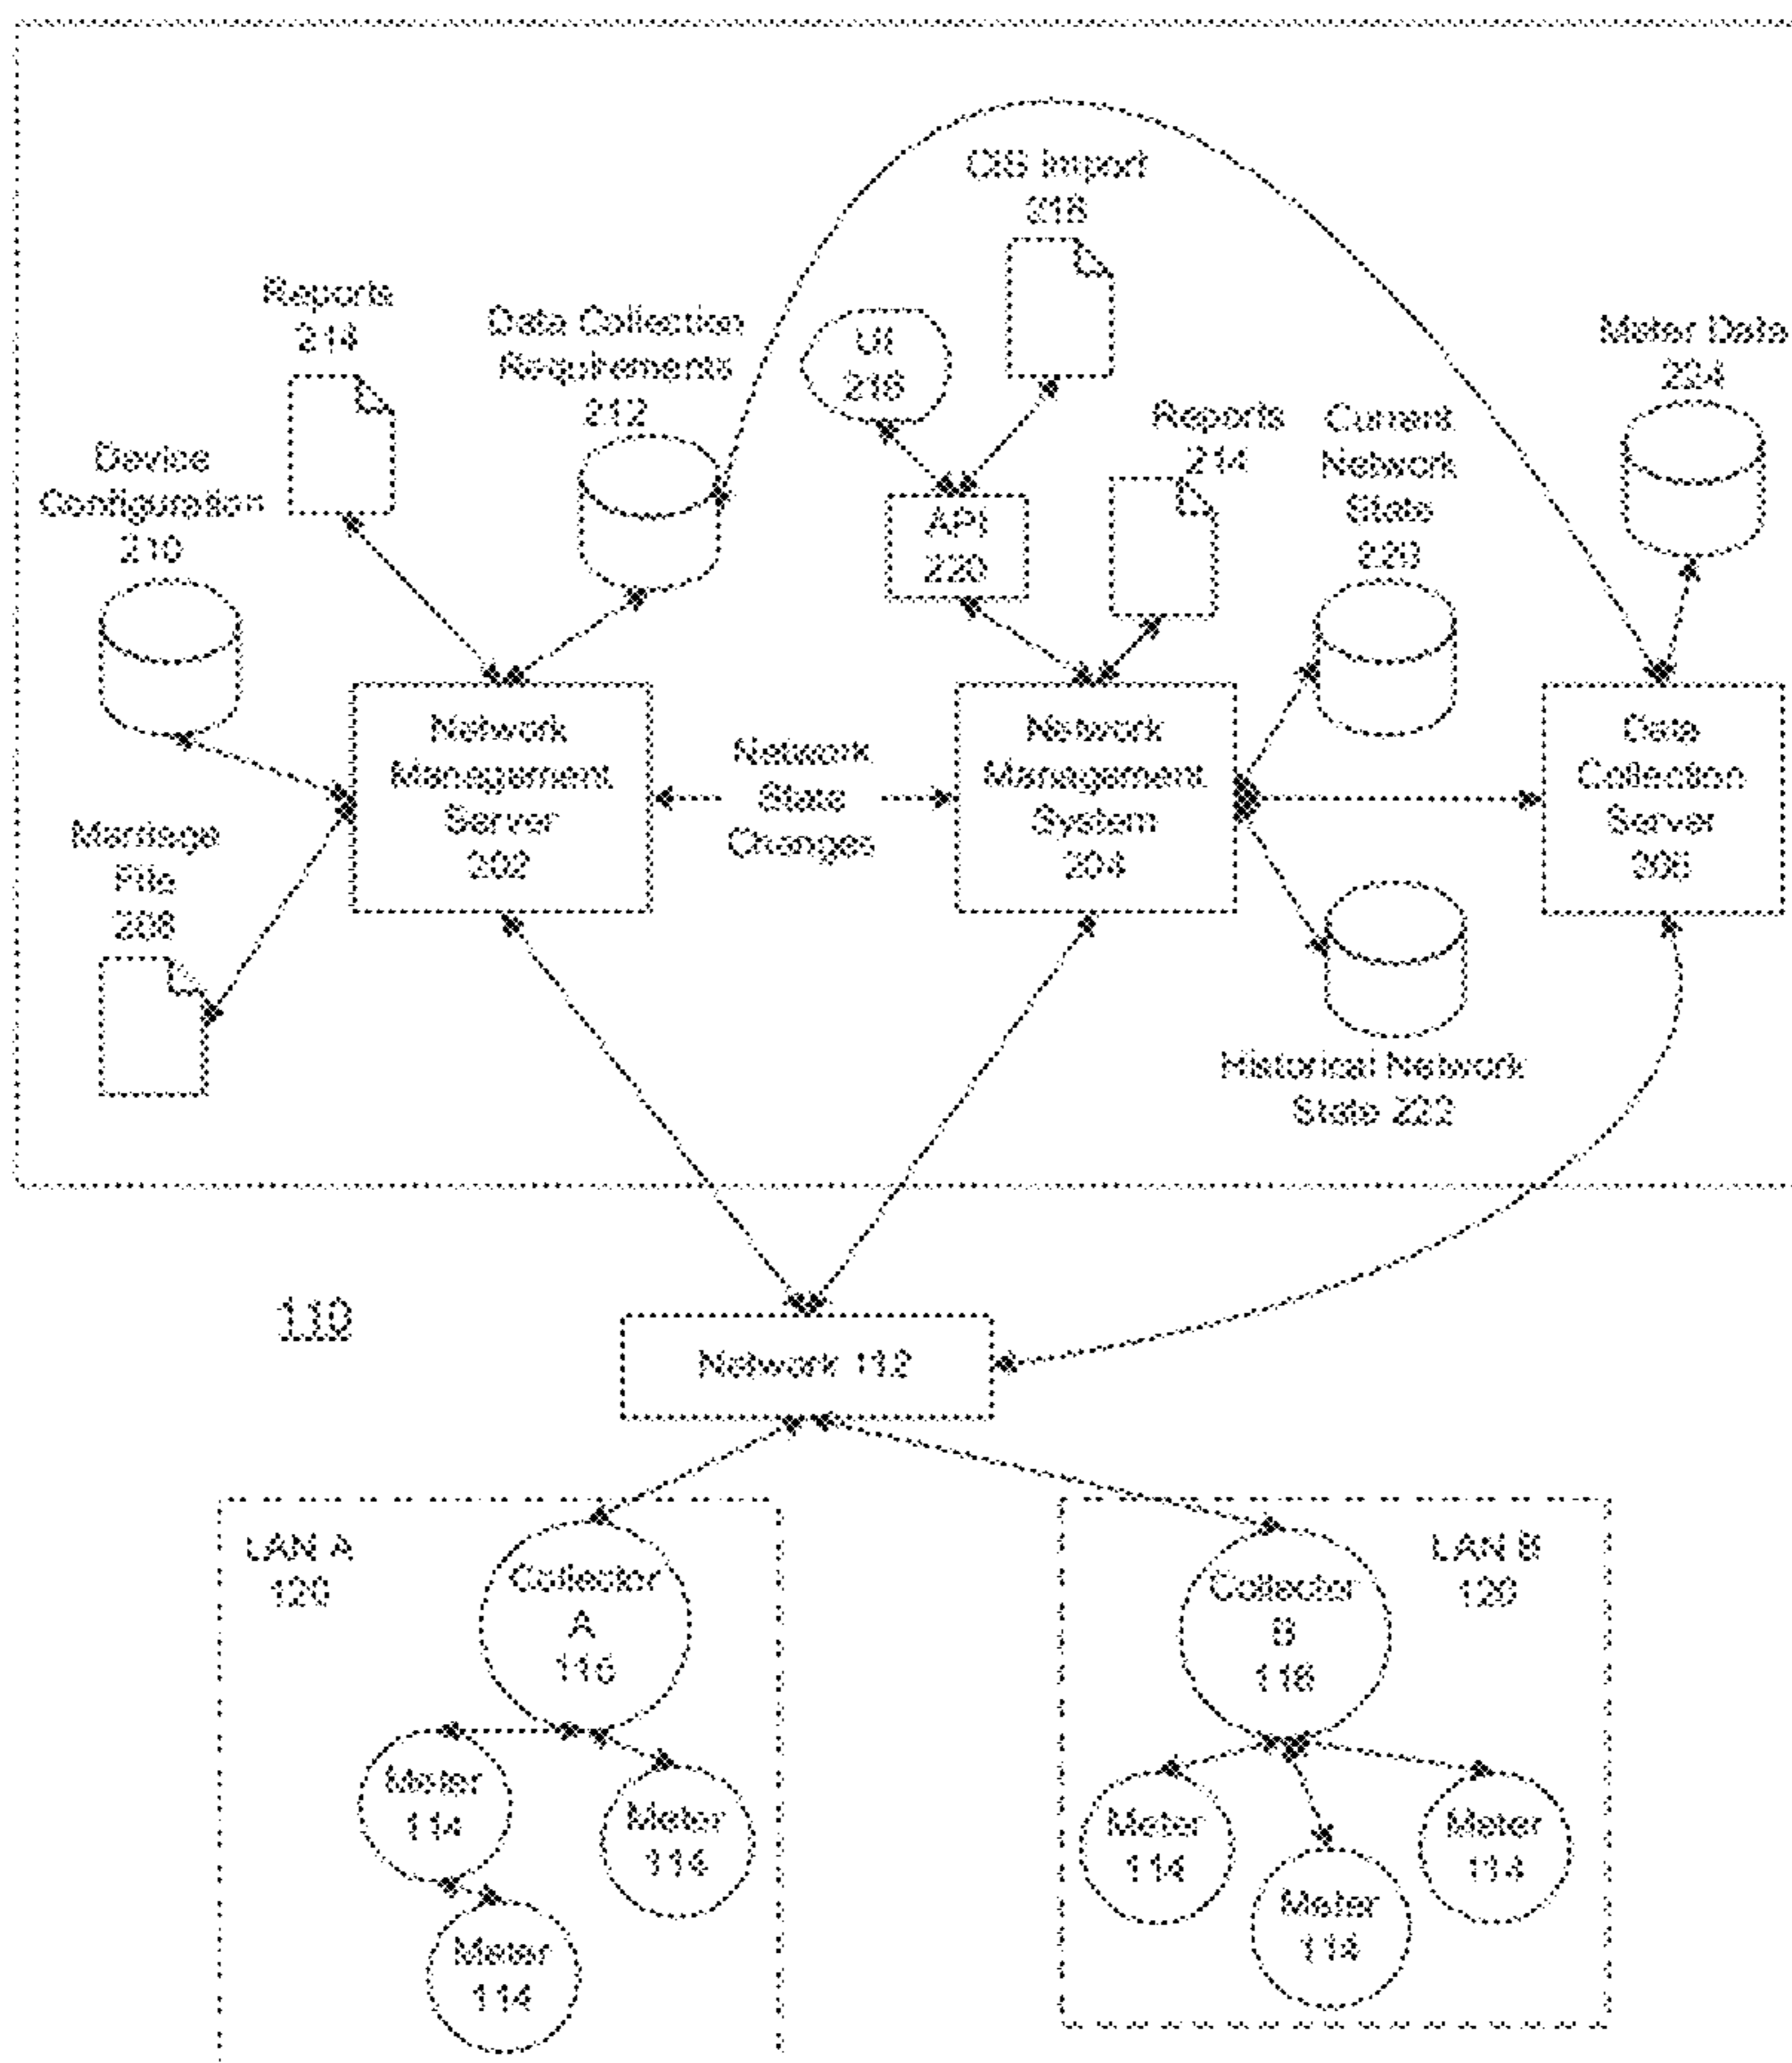 CIS Import
218
Reports
214
Data Collection
Requirements
212
UI
216
Meter Data
224
Reports
214
Current
Network
State
220
Device
Configuration
210
API
220
Network
Management
Server
202
Network
State
Changes
Network
Management
System
204
Data
Collection
Server
206
Marriage
File
208
Historical Network
State 222
110
Network 112
LAN A
120
Collector
A
116
LAN B
120
Collector
B
116
Meter
114
Meter
114
Meter
114
Meter
114
Meter
114
Meter
114